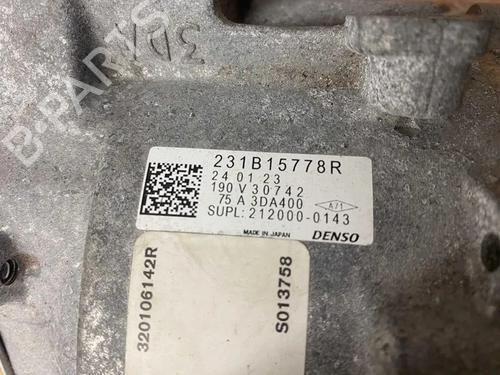 3DA
B-PARTS
231B15778R
24 01 23
190 V 30742
75 A 3DA400
A/1
SUPL: 212000-0143
MADE IN JAPAN
DENSO
320106142R
S013758